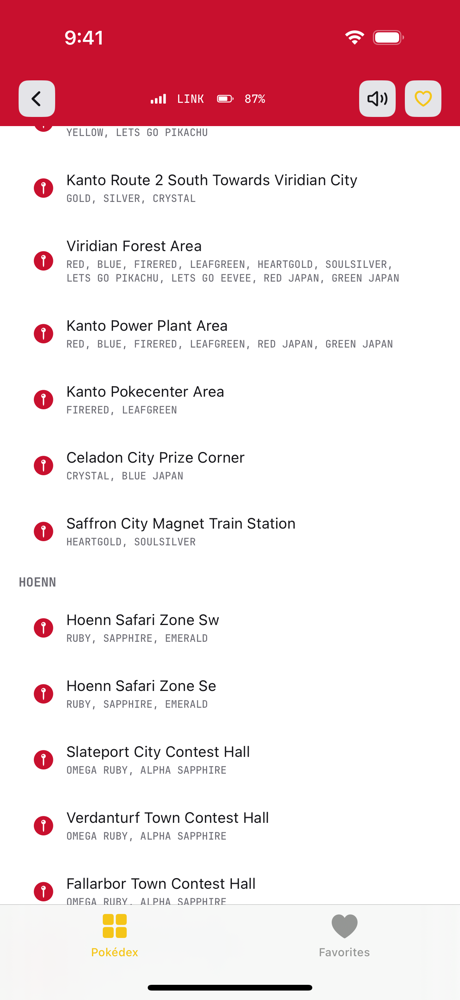 9:41
LINK 87%
YELLOW, LETS GO PIKACHU
Kanto Route 2 South Towards Viridian City
GOLD, SILVER, CRYSTAL
Viridian Forest Area
RED, BLUE, FIRERED, LEAFGREEN, HEARTGOLD, SOULSILVER,
LETS GO PIKACHU, LETS GO EEVEE, RED JAPAN, GREEN JAPAN
Kanto Power Plant Area
RED, BLUE, FIRERED, LEAFGREEN, RED JAPAN, GREEN JAPAN
Kanto Pokecenter Area
FIRERED, LEAFGREEN
Celadon City Prize Corner
CRYSTAL, BLUE JAPAN
Saffron City Magnet Train Station
HEARTGOLD, SOULSILVER
HOENN
Hoenn Safari Zone Sw
RUBY, SAPPHIRE, EMERALD
Hoenn Safari Zone Se
RUBY, SAPPHIRE, EMERALD
Slateport City Contest Hall
OMEGA RUBY, ALPHA SAPPHIRE
Verdanturf Town Contest Hall
OMEGA RUBY, ALPHA SAPPHIRE
Fallarbor Town Contest Hall
OMEGA RUBY, ALPHA SAPPHIRE
Pokédex
Favorites